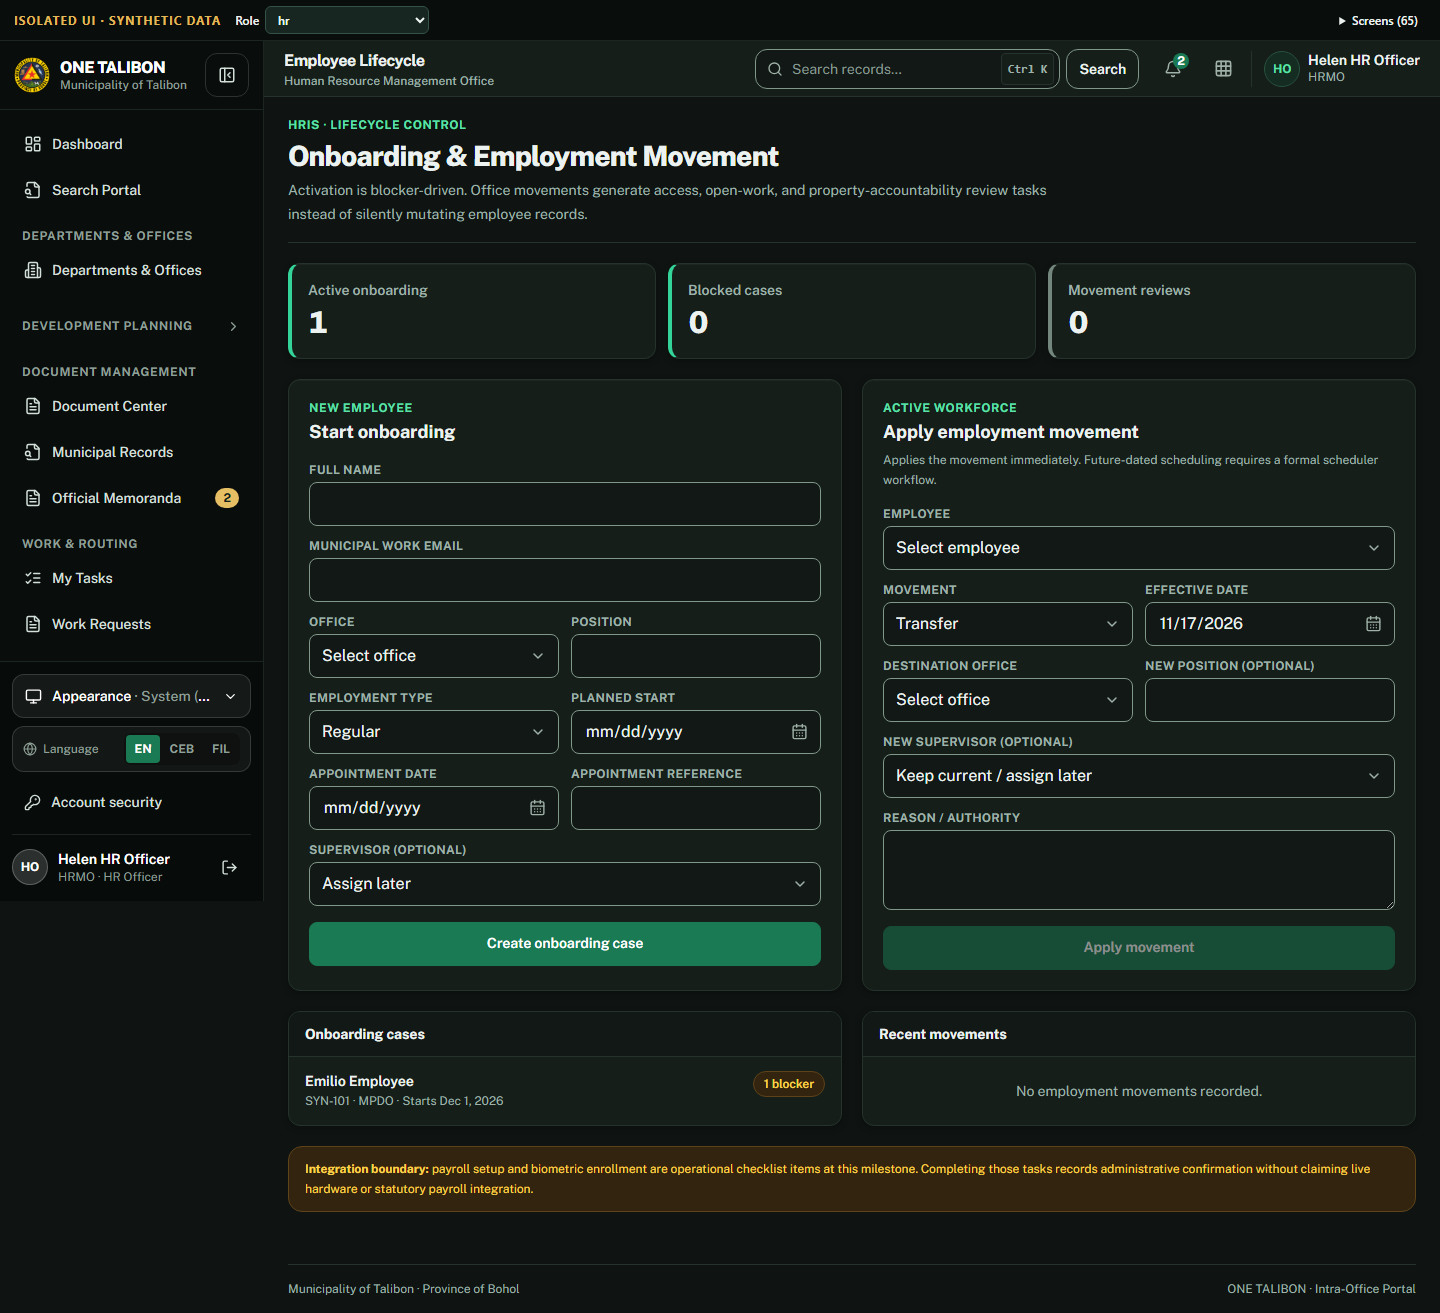 ISOLATED UI · SYNTHETIC DATA
Role
hr
Screens (65)
ONE TALIBON
Municipality of Talibon
Employee Lifecycle
Human Resource Management Office
Search records...
Ctrl K
Search
2
HO
Helen HR Officer
HRMO
Dashboard
Search Portal
DEPARTMENTS & OFFICES
Departments & Offices
DEVELOPMENT PLANNING
DOCUMENT MANAGEMENT
Document Center
Municipal Records
Official Memoranda
2
WORK & ROUTING
My Tasks
Work Requests
Appearance · System (...
Language
EN
CEB
FIL
Account security
HO
Helen HR Officer
HRMO · HR Officer
HRIS · LIFECYCLE CONTROL
Onboarding & Employment Movement
Activation is blocker-driven. Office movements generate access, open-work, and property-accountability review tasks
instead of silently mutating employee records.
Active onboarding
1
Blocked cases
0
Movement reviews
0
NEW EMPLOYEE
Start onboarding
FULL NAME
MUNICIPAL WORK EMAIL
OFFICE
POSITION
Select office
EMPLOYMENT TYPE
PLANNED START
Regular
mm/dd/yyyy
APPOINTMENT DATE
APPOINTMENT REFERENCE
mm/dd/yyyy
SUPERVISOR (OPTIONAL)
Assign later
Create onboarding case
ACTIVE WORKFORCE
Apply employment movement
Applies the movement immediately. Future-dated scheduling requires a formal scheduler
workflow.
EMPLOYEE
Select employee
MOVEMENT
EFFECTIVE DATE
Transfer
11/17/2026
DESTINATION OFFICE
NEW POSITION (OPTIONAL)
Select office
NEW SUPERVISOR (OPTIONAL)
Keep current / assign later
REASON / AUTHORITY
Apply movement
Onboarding cases
Emilio Employee
SYN-101 · MPDO · Starts Dec 1, 2026
1 blocker
Recent movements
No employment movements recorded.
Integration boundary: payroll setup and biometric enrollment are operational checklist items at this milestone. Completing those tasks records administrative confirmation without claiming live
hardware or statutory payroll integration.
Municipality of Talibon · Province of Bohol
ONE TALIBON · Intra-Office Portal